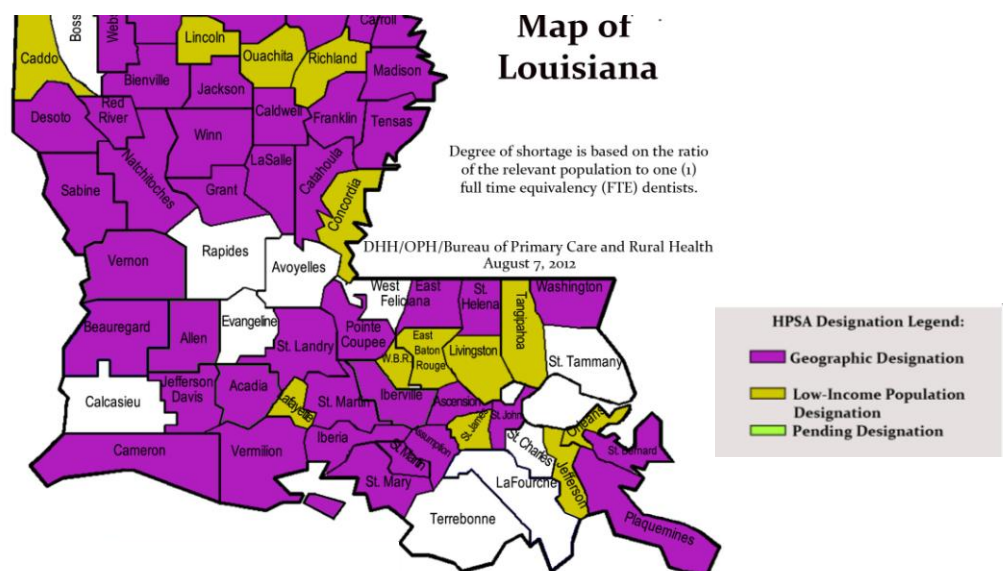 Map of
Louisiana
Degree of shortage is based on the ratio
of the relevant population to one (1)
full time equivalency (FTE) dentists.
DHH/OPH/Bureau of Primary Care and Rural Health
August 7, 2012
HPSA Designation Legend:
Geographic Designation
Low-Income Population
Designation
Pending Designation
Caddo
Boss
Webs
Lincoln
Ouachita
Richland
Carroll
Madison
Bienville
Jackson
Desoto
Red
River
Caldwell
Franklin
Tensas
Winn
Natchitoches
LaSalle
Catahoula
Sabine
Grant
Concordia
Rapides
Vernon
Avoyelles
West
Feliciana
East
St.
Helena
Tangipahoa
Washington
Beauregard
Allen
Evangeline
St. Landry
Pointe
Coupee
W.B.R.
East
Baton
Rouge
Livingston
St. Tammany
Calcasieu
Jefferson
Davis
Acadia
Lafayette
St. Martin
Iberville
Ascension
St. James
St. John
Orleans
Cameron
Vermilion
Iberia
St. Martin
Assumption
St. Charles
Jefferson
St. Bernard
St. Mary
LaFourche
Terrebonne
Plaquemines